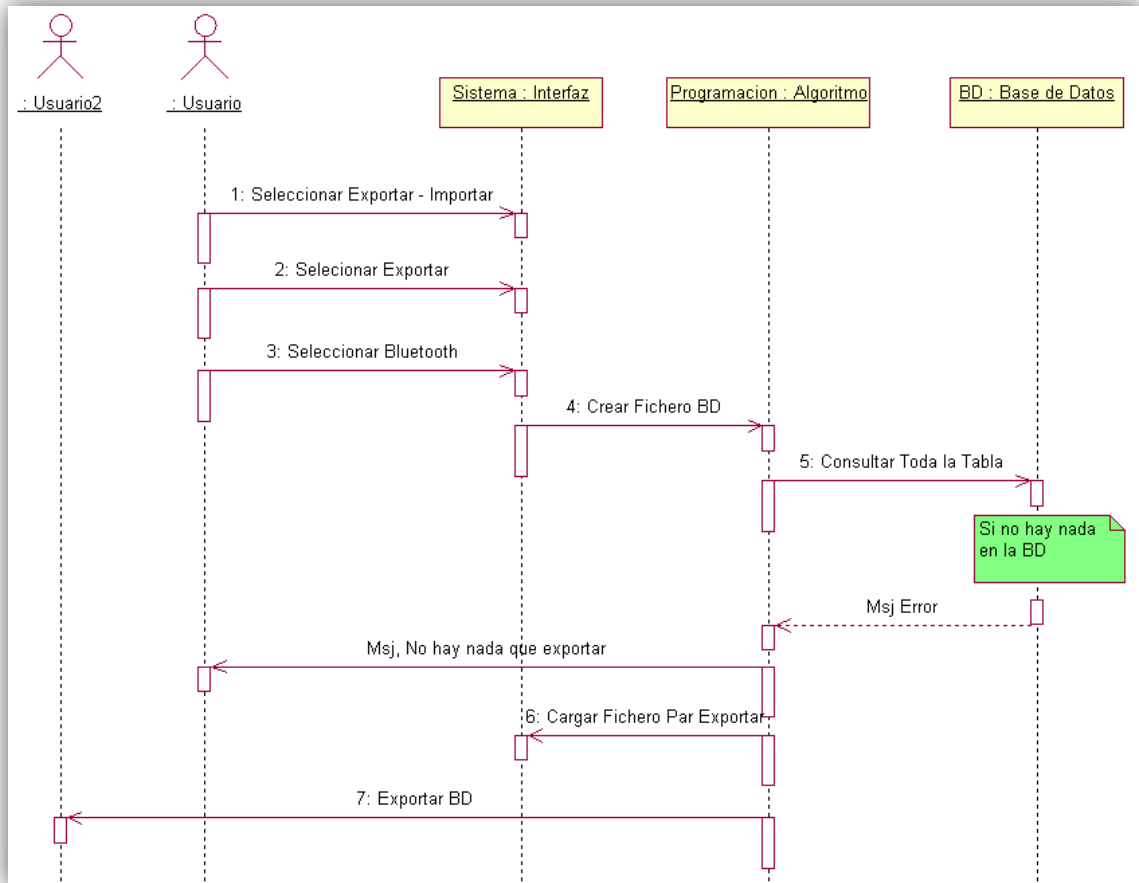 : Usuario2
: Usuario
Sistema : Interfaz
Programacion : Algoritmo
BD : Base de Datos
1: Seleccionar Exportar - Importar
2: Selecionar Exportar
3: Seleccionar Bluetooth
4: Crear Fichero BD
5: Consultar Toda la Tabla
Si no hay nada
en la BD
Msj Error
Msj, No hay nada que exportar
6: Cargar Fichero Par Exportar
7: Exportar BD